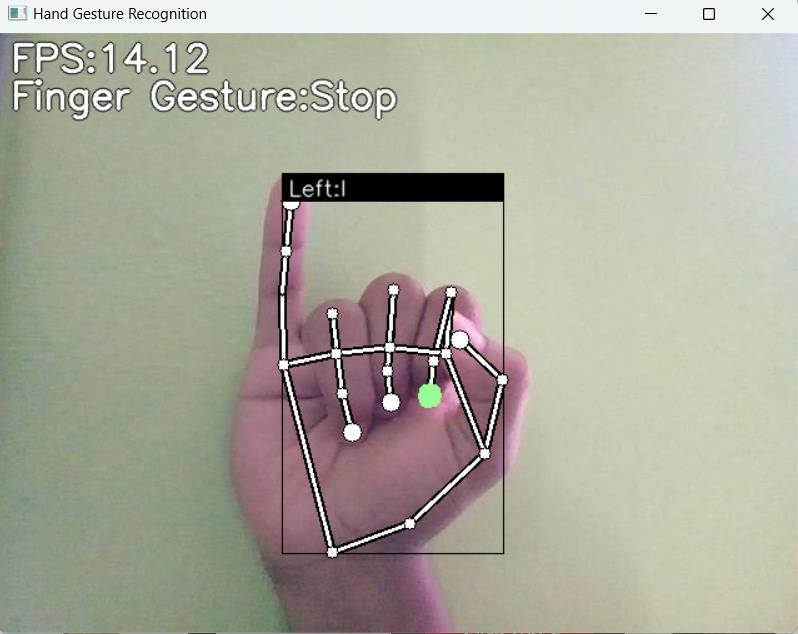 Hand Gesture Recognition
FPS:14.12
Finger Gesture:Stop
Left:I